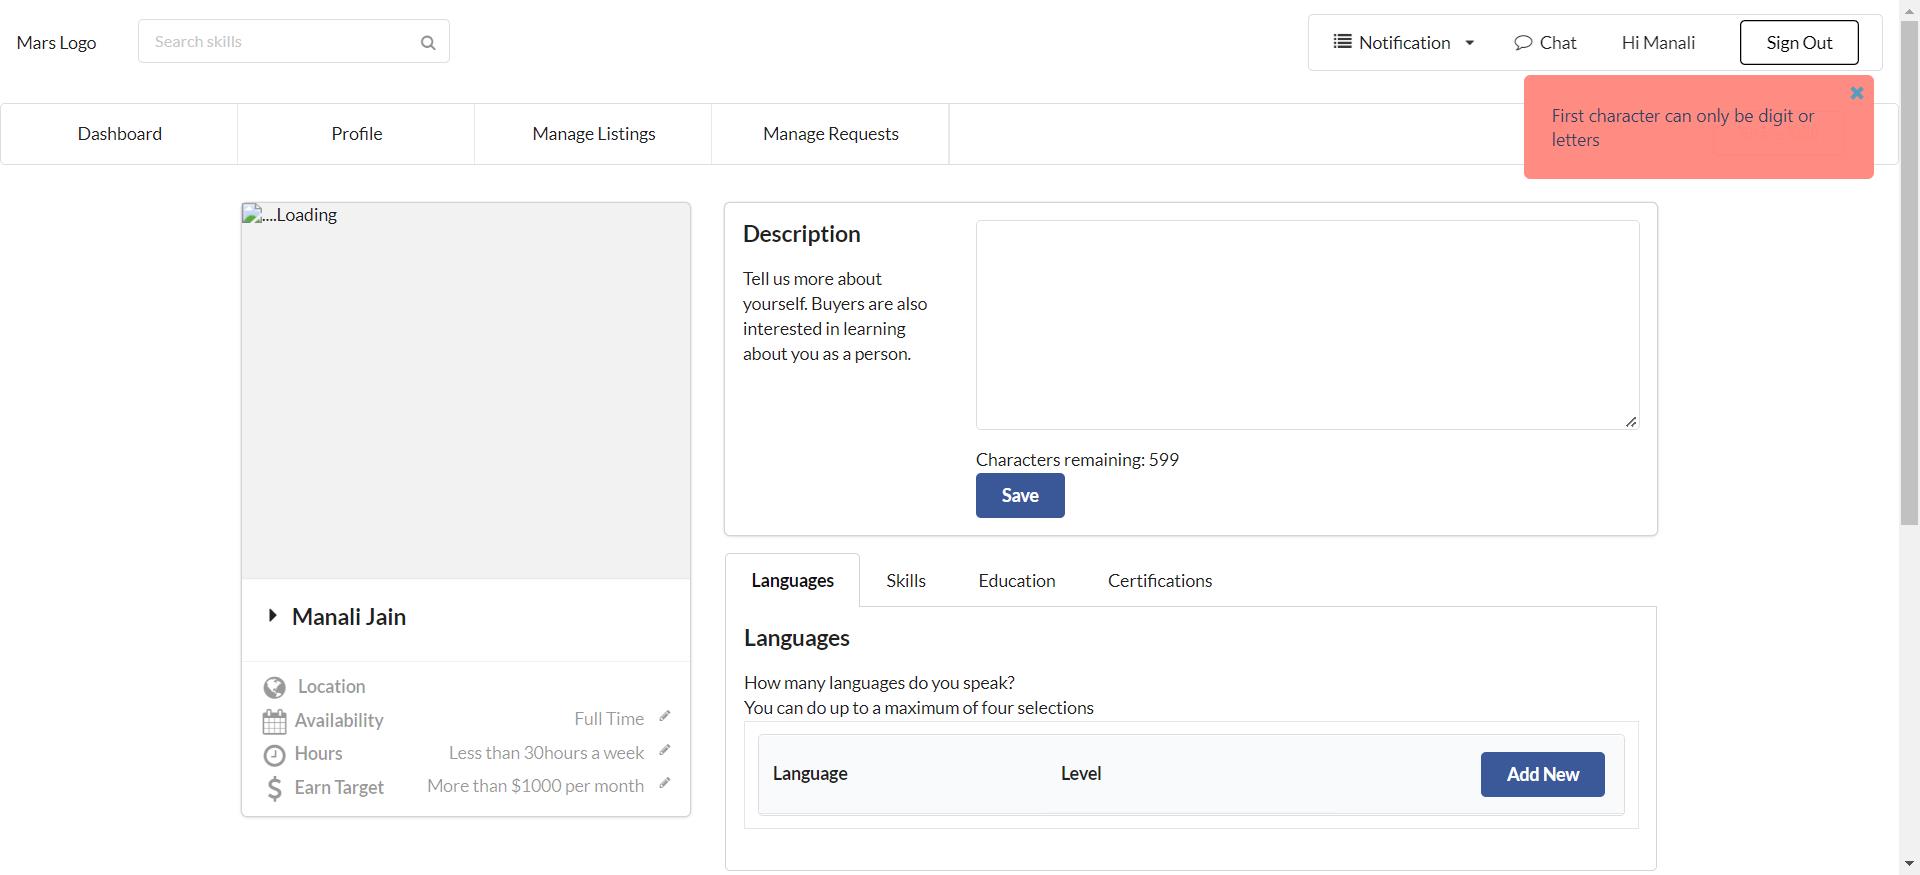 Mars Logo
Search skills
Notification
Chat
Hi Manali
Sign Out
First character can only be digit or
letters
Dashboard
Profile
Manage Listings
Manage Requests
....Loading
Manali Jain
Location
Availability
Full Time
Hours
Less than 30hours a week
Earn Target
More than $1000 per month
Description
Tell us more about
yourself. Buyers are also
interested in learning
about you as a person.
Characters remaining: 599
Save
Languages
Skills
Education
Certifications
Languages
How many languages do you speak?
You can do up to a maximum of four selections
Language
Level
Add New